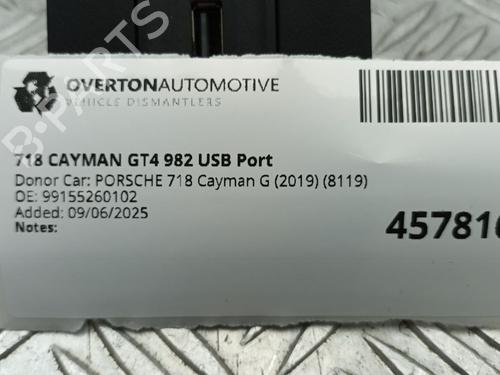 OVERTONAUTOMOTIVE
VEHICLE DISMANTLERS
718 CAYMAN GT4 982 USB Port
Donor Car: PORSCHE 718 Cayman G (2019) (8119)
OE: 99155260102
Added: 09/06/2025
Notes:
B-PARTS